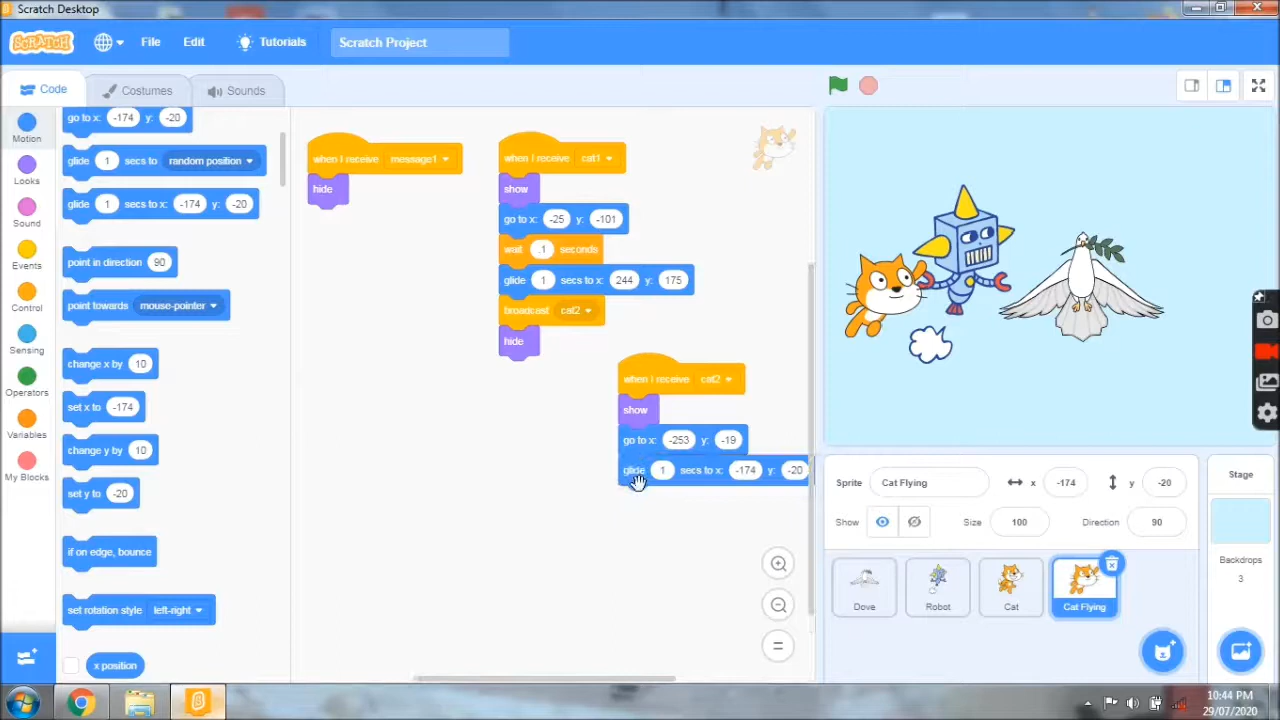 Scratch Desktop
SCRATCH
File
Edit
Tutorials
Scratch Project
Code
Costumes
Sounds
Motion
Looks
Sound
Events
Control
Sensing
Operators
Variables
My Blocks
go to x: -174 y: -20
glide 1 secs to random position
glide 1 secs to x: -174 y: -20
point in direction 90
point towards mouse-pointer
change x by 10
set x to -174
change y by 10
set y to -20
if on edge, bounce
set rotation style left-right
x position
when I receive message1
hide
when I receive cat1
show
go to x: -25 y: -101
wait .1 seconds
glide 1 secs to x: 244 y: 175
broadcast cat2
hide
when I receive cat2
show
go to x: -253 y: -19
glide 1 secs to x: -174 y: -20
Sprite Cat Flying x -174 y -20
Show Size 100 Direction 90
Dove
Robot
Cat
Cat Flying
Stage
Backdrops
3
10:44 PM
29/07/2020